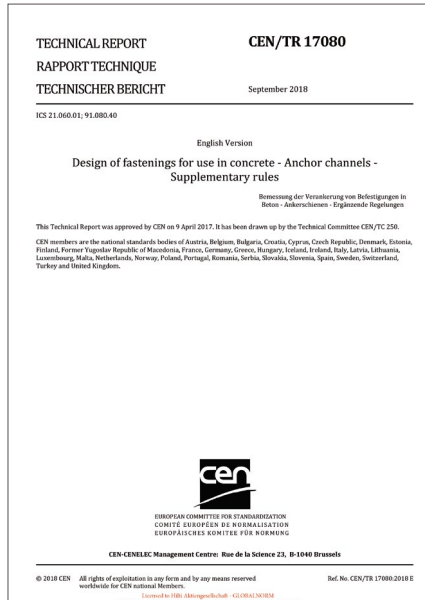 TECHNICAL REPORT
CEN/TR 17080
RAPPORT TECHNIQUE
TECHNISCHER BERICHT
September 2018
ICS 21.060.01; 91.080.40
English Version
Design of fastenings for use in concrete - Anchor channels -
Supplementary rules
Bemessung der Verankerung von Befestigungen in
Beton - Ankerschienen - Ergänzende Regelungen
This Technical Report was approved by CEN on 9 April 2017. It has been drawn up by the Technical Committee CEN/TC 250.
CEN members are the national standards bodies of Austria, Belgium, Bulgaria, Croatia, Cyprus, Czech Republic, Denmark, Estonia,
Finland, Former Yugoslav Republic of Macedonia, France, Germany, Greece, Hungary, Iceland, Ireland, Italy, Latvia, Lithuania,
Luxembourg, Malta, Netherlands, Norway, Poland, Portugal, Romania, Serbia, Slovakia, Slovenia, Spain, Sweden, Switzerland,
Turkey and United Kingdom.
cen
EUROPEAN COMMITTEE FOR STANDARDIZATION
COMITÉ EUROPÉEN DE NORMALISATION
EUROPÄISCHES KOMITEE FÜR NORMUNG
CEN-CENELEC Management Centre: Rue de la Science 23, B-1040 Brussels
© 2018 CEN All rights of exploitation in any form and by any means reserved
worldwide for CEN national Members.
Ref. No. CEN/TR 17080:2018 E
Licensed to Hilti Aktiengesellschaft - GLOBALNORM